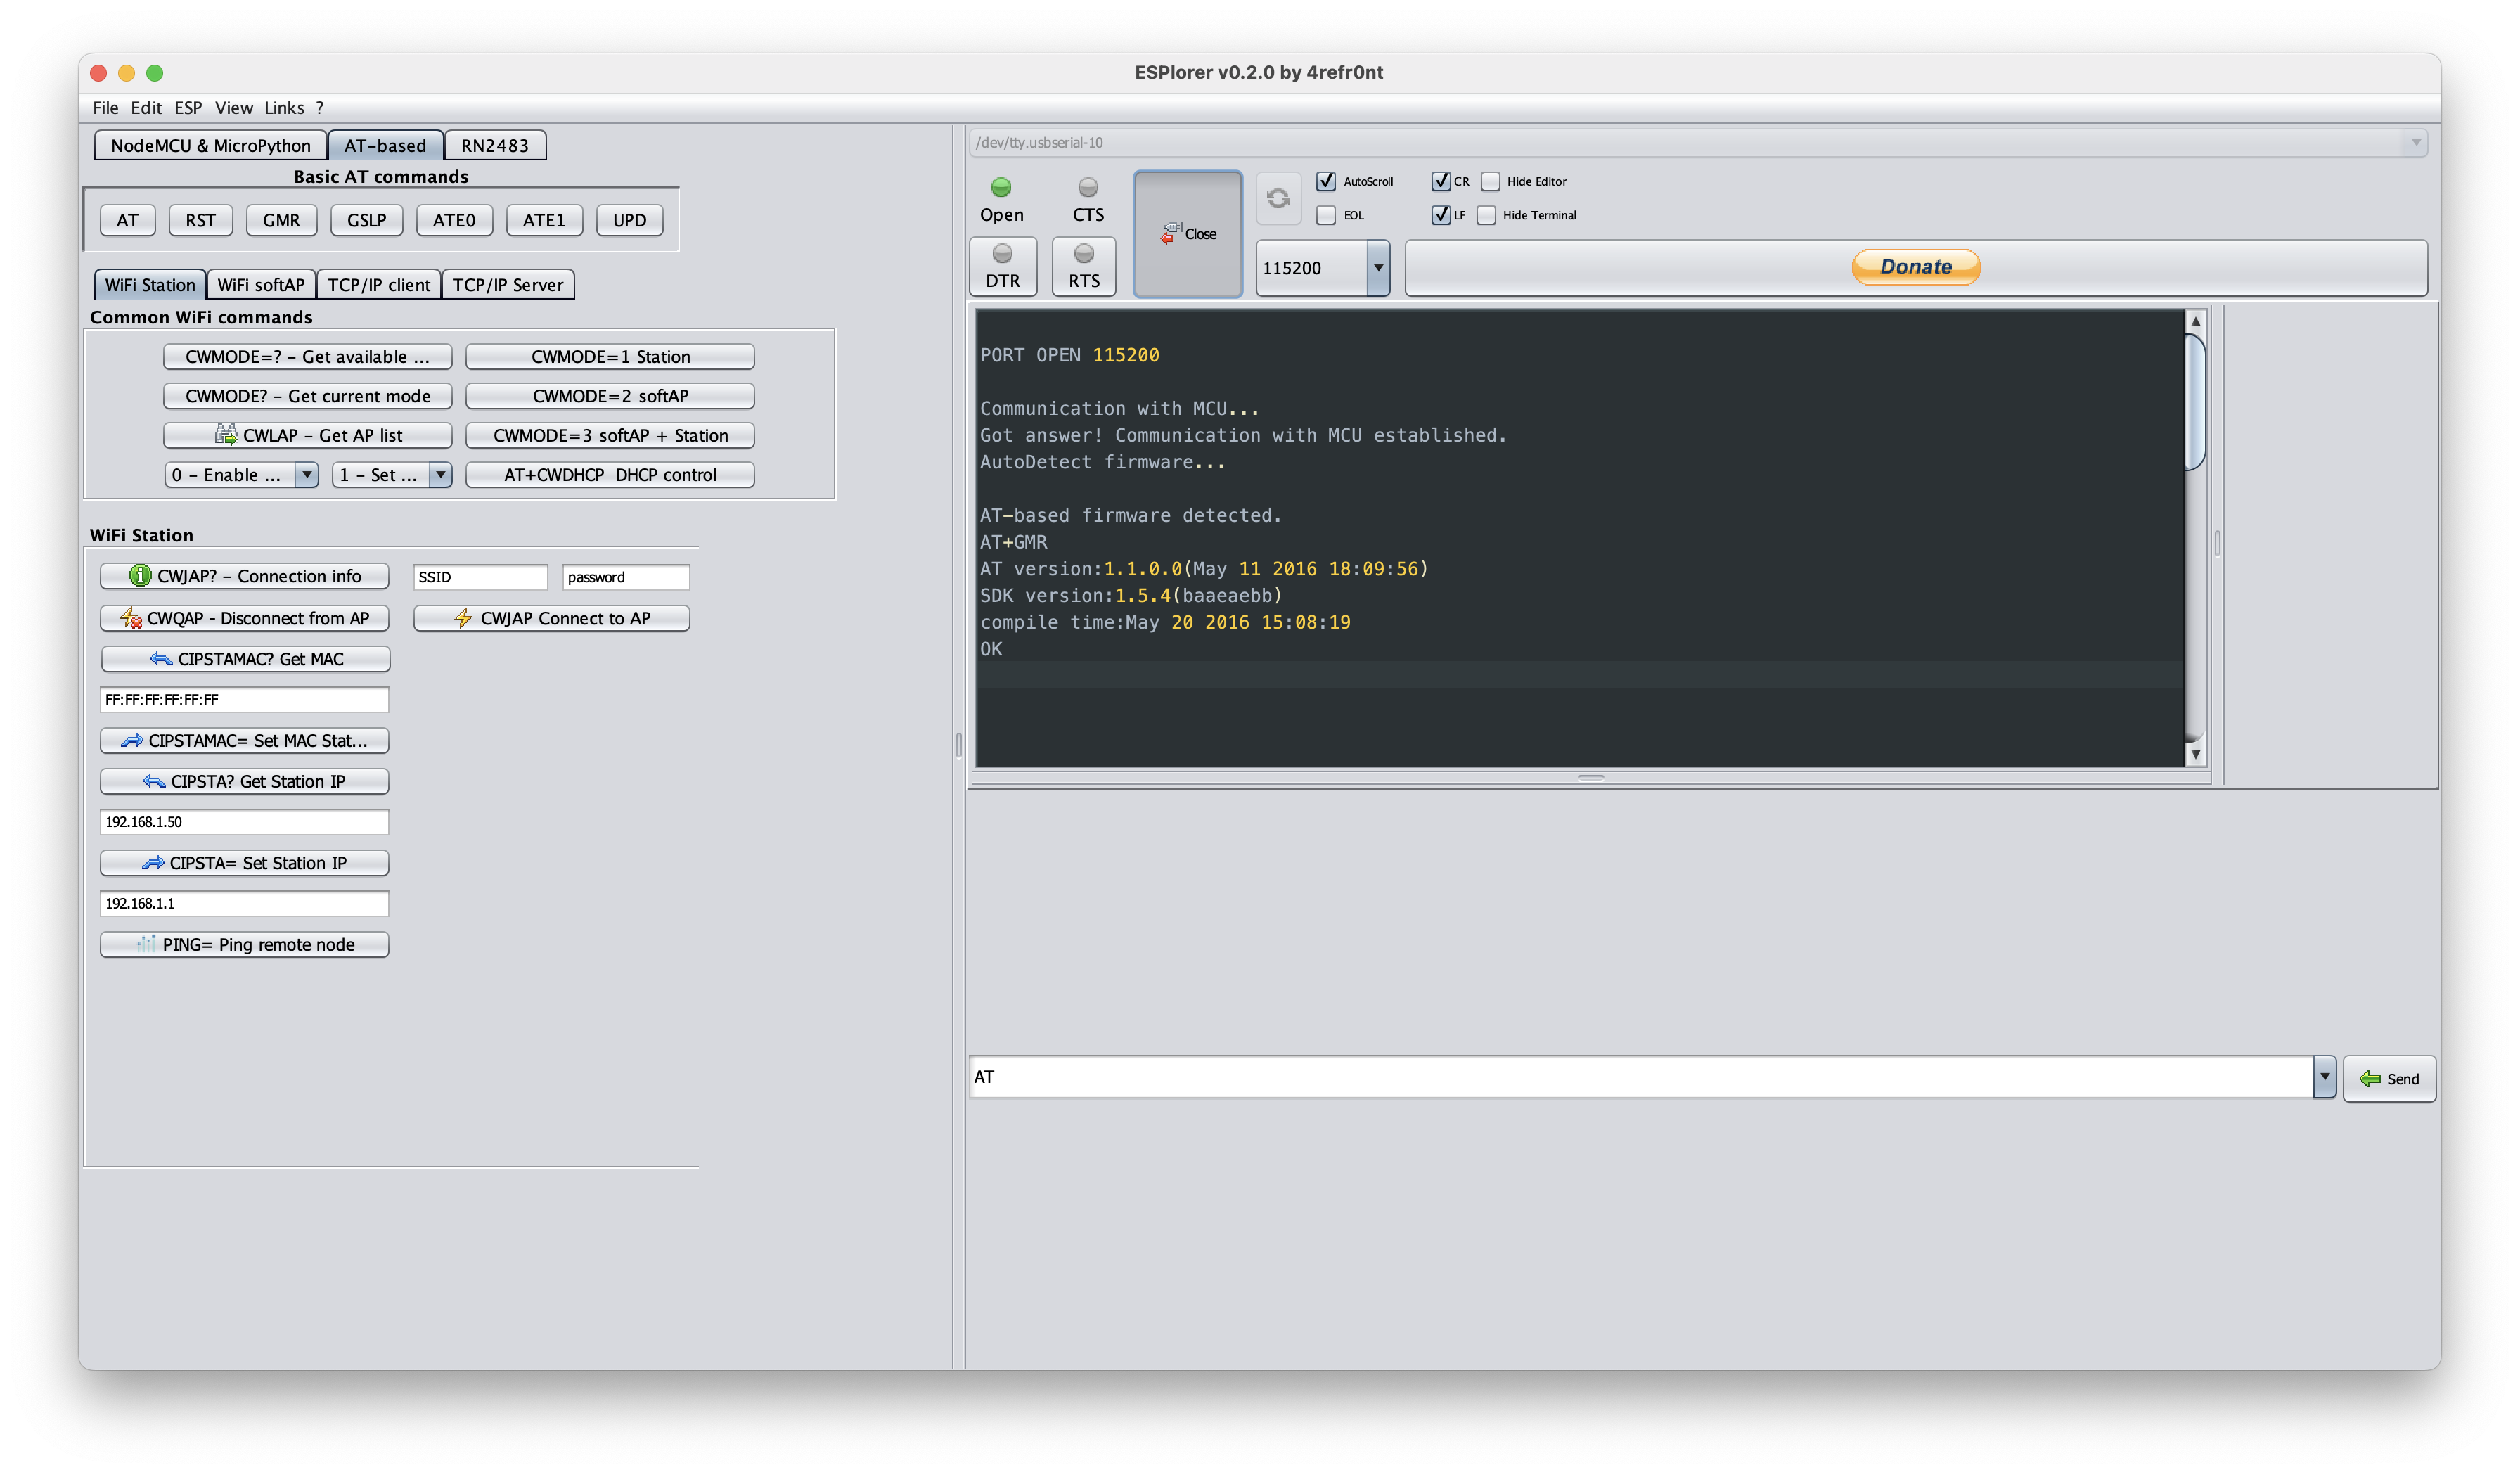 ESPlorer v0.2.0 by 4refr0nt
File Edit ESP View Links ?
NodeMCU & MicroPython AT-based RN2483
Basic AT commands
AT RST GMR GSLP ATE0 ATE1 UPD
WiFi Station WiFi softAP TCP/IP client TCP/IP Server
Common WiFi commands
CWMODE=? - Get available ... CWMODE=1 Station
CWMODE? - Get current mode CWMODE=2 softAP
CWLAP - Get AP list CWMODE=3 softAP + Station
0 - Enable ... 1 - Set ... AT+CWDHCP DHCP control
WiFi Station
CWJAP? - Connection info SSID password
CWQAP - Disconnect from AP CWJAP Connect to AP
CIPSTAMAC? Get MAC
FF:FF:FF:FF:FF:FF
CIPSTAMAC= Set MAC Stat...
CIPSTA? Get Station IP
192.168.1.50
CIPSTA= Set Station IP
192.168.1.1
PING= Ping remote node
/dev/tty.usbserial-10
Open CTS Close AutoScroll CR Hide Editor
EOL LF Hide Terminal
DTR RTS 115200 Donate
PORT OPEN 115200
Communication with MCU...
Got answer! Communication with MCU established.
AutoDetect firmware...
AT-based firmware detected.
AT+GMR
AT version:1.1.0.0(May 11 2016 18:09:56)
SDK version:1.5.4(baaeaebb)
compile time:May 20 2016 15:08:19
OK
AT Send